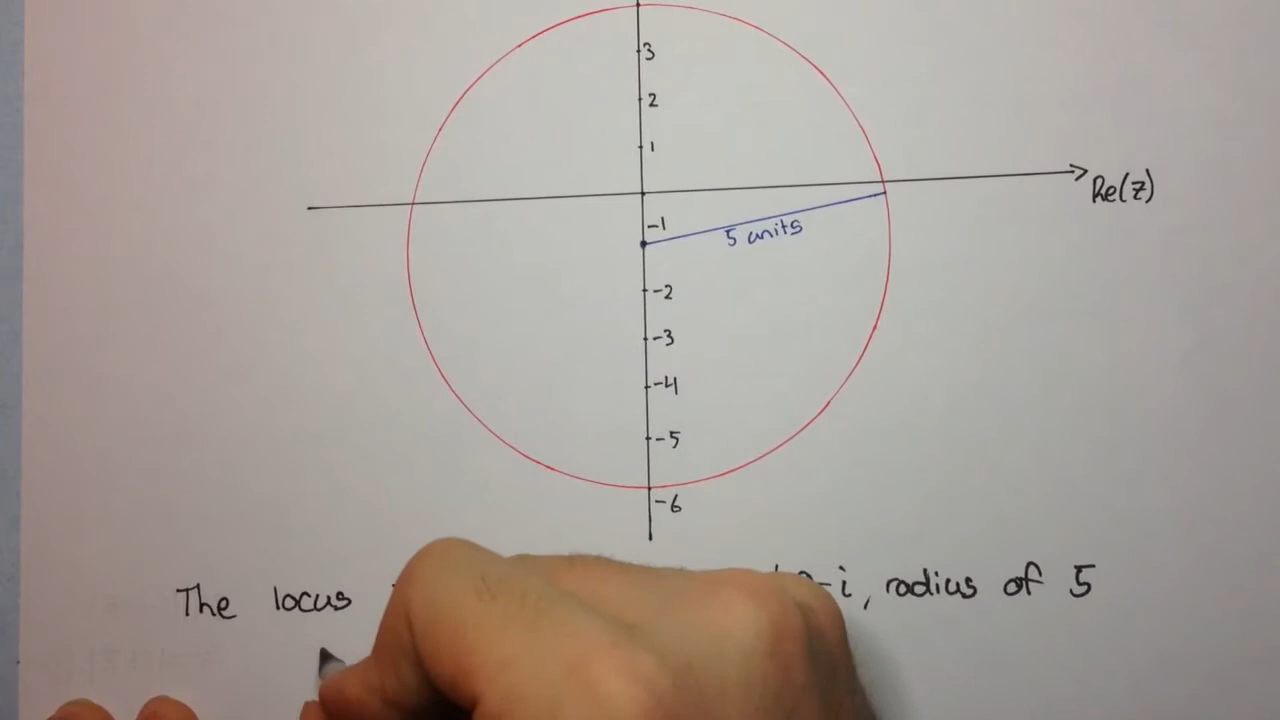 3
2
1
Re(z)
-1
5 units
-2
-3
-4
-5
-6
The locus
-i, radius of 5